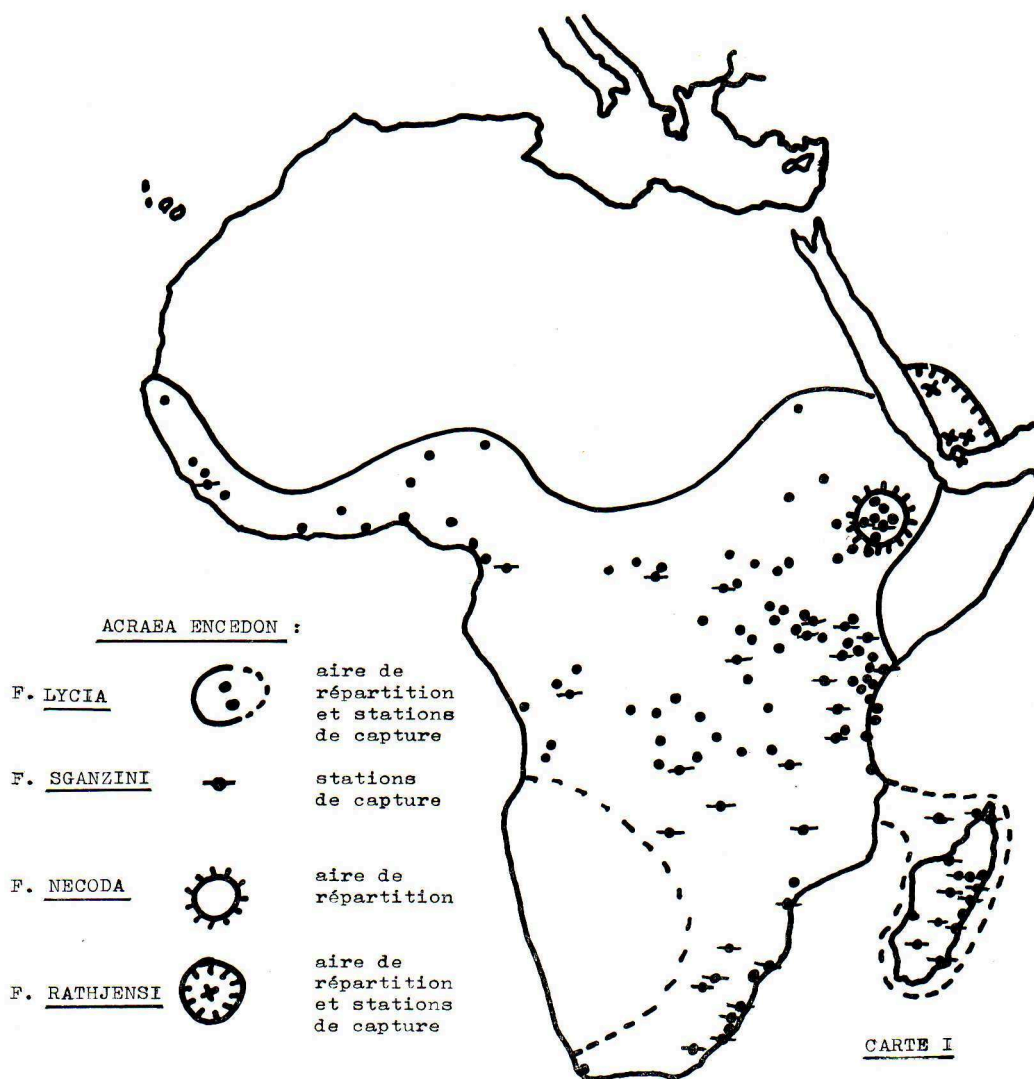 ACRAEA ENCEDON :
F. LYCIA
aire de
répartition
et stations
de capture
F. SGANZINI
stations
de capture
F. NECODA
aire de
répartition
F. RATHJENSI
aire de
répartition
et stations
de capture
CARTE I